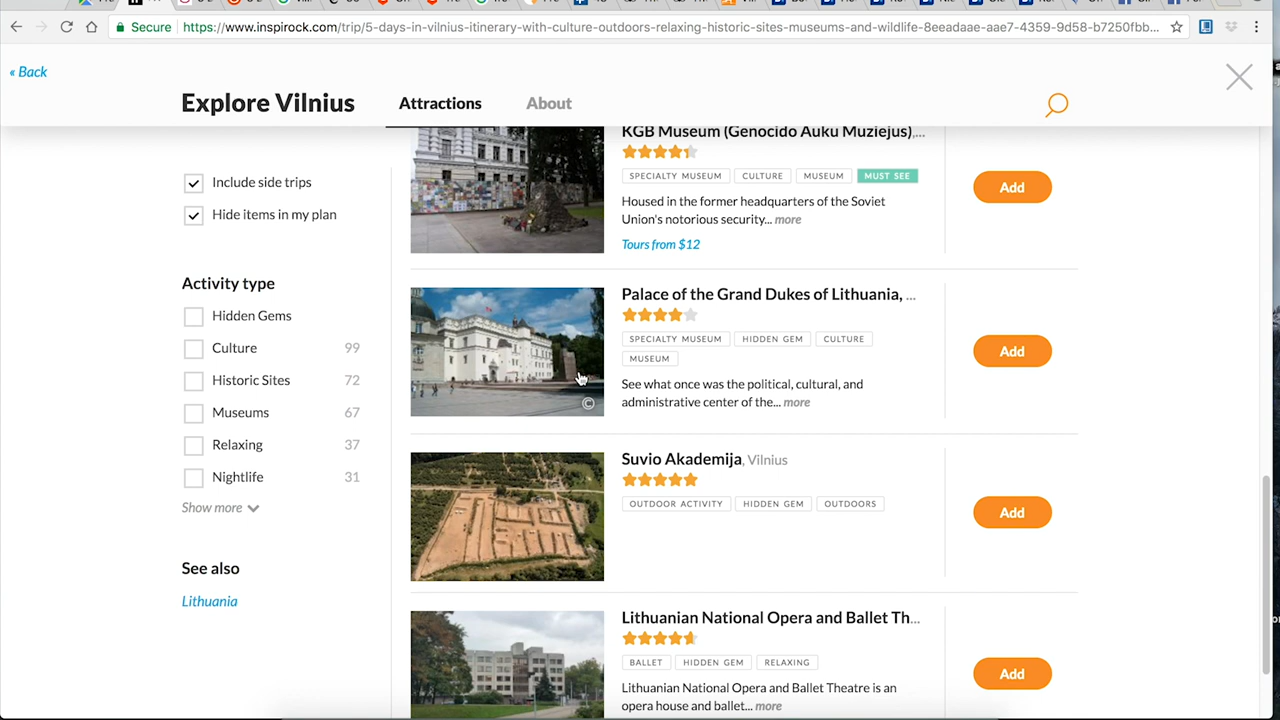 Secure
https://www.inspirock.com/trip/5-days-in-vilnius-itinerary-with-culture-outdoors-relaxing-historic-sites-museums-and-wildlife-8eeadaae-aae7-4359-9d58-b7250fbb...
« Back
Explore Vilnius
Attractions
About
Include side trips
Hide items in my plan
Activity type
Hidden Gems
Culture 99
Historic Sites 72
Museums 67
Relaxing 37
Nightlife 31
Show more
See also
Lithuania
KGB Museum (Genocido Auku Muziejus),...
SPECIALTY MUSEUM CULTURE MUSEUM MUST SEE
Housed in the former headquarters of the Soviet
Union's notorious security... more
Tours from $12
Add
Palace of the Grand Dukes of Lithuania, ...
SPECIALTY MUSEUM HIDDEN GEM CULTURE
MUSEUM
See what once was the political, cultural, and
administrative center of the... more
©
Add
Suvio Akademija, Vilnius
OUTDOOR ACTIVITY HIDDEN GEM OUTDOORS
Add
Lithuanian National Opera and Ballet Th...
BALLET HIDDEN GEM RELAXING
Lithuanian National Opera and Ballet Theatre is an
opera house and ballet... more
Add